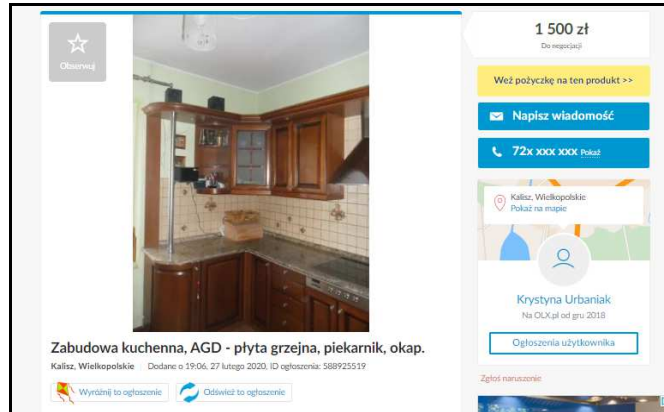 Obserwuj
1 500 zł
Do negocjacji
Weź pożyczkę na ten produkt >>
Napisz wiadomość
72x xxx xxx Pokaż
Kalisz, Wielkopolskie
Pokaż na mapie
Krystyna Urbaniak
Na OLX.pl od gru 2018
Ogłoszenia użytkownika
Zgłoś naruszenie
Zabudowa kuchenna, AGD - płyta grzejna, piekarnik, okap.
Kalisz, Wielkopolskie Dodane o 19:06, 27 lutego 2020, ID ogłoszenia: 588925519
Wyróżnij to ogłoszenie Odśwież to ogłoszenie